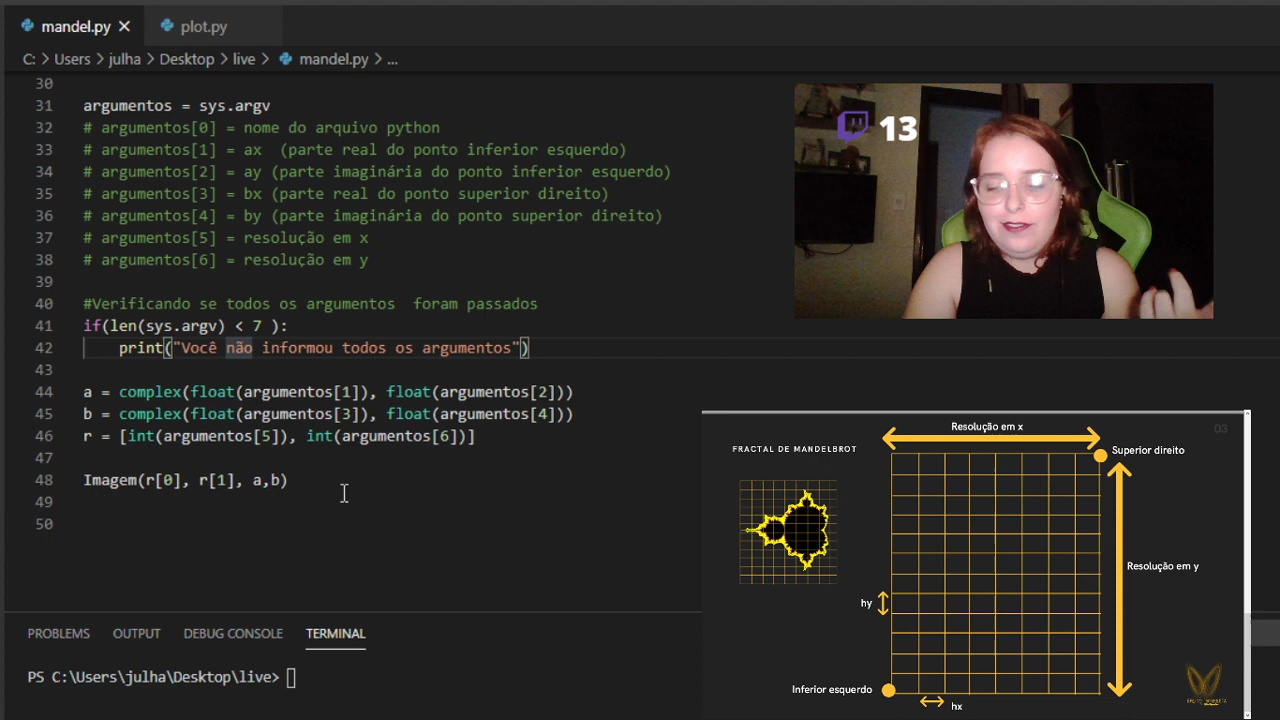 mandel.py
plot.py
C: > Users > julha > Desktop > live > mandel.py > ...
30
31 argumentos = sys.argv
32 # argumentos[0] = nome do arquivo python
33 # argumentos[1] = ax  (parte real do ponto inferior esquerdo)
34 # argumentos[2] = ay (parte imaginária do ponto inferior esquerdo)
35 # argumentos[3] = bx (parte real do ponto superior direito)
36 # argumentos[4] = by (parte imaginária do ponto superior direito)
37 # argumentos[5] = resolução em x
38 # argumentos[6] = resolução em y
39
40 #Verificando se todos os argumentos  foram passados
41 if(len(sys.argv) < 7 ):
42     print("Você não informou todos os argumentos")
43
44 a = complex(float(argumentos[1]), float(argumentos[2]))
45 b = complex(float(argumentos[3]), float(argumentos[4]))
46 r = [int(argumentos[5]), int(argumentos[6])]
47
48 Imagem(r[0], r[1], a,b)
49
50
PROBLEMS OUTPUT DEBUG CONSOLE TERMINAL
PS C:\Users\julha\Desktop\live>
13
03
Resolução em x
FRACTAL DE MANDELBROT
Superior direito
Resolução em y
hy
Inferior esquerdo
hx